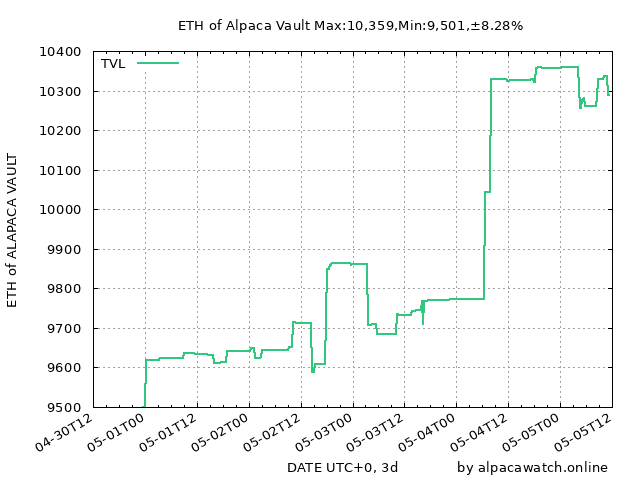 ETH of Alpaca Vault Max:10,359,Min:9,501,±8.28%
TVL
10400
10300
10200
10100
10000
9900
9800
9700
9600
9500
ETH of ALAPACA VAULT
04-30T12
05-01T00
05-01T12
05-02T00
05-02T12
05-03T00
05-03T12
05-04T00
05-04T12
05-05T00
05-05T12
DATE UTC+0, 3d
by alpacawatch.online